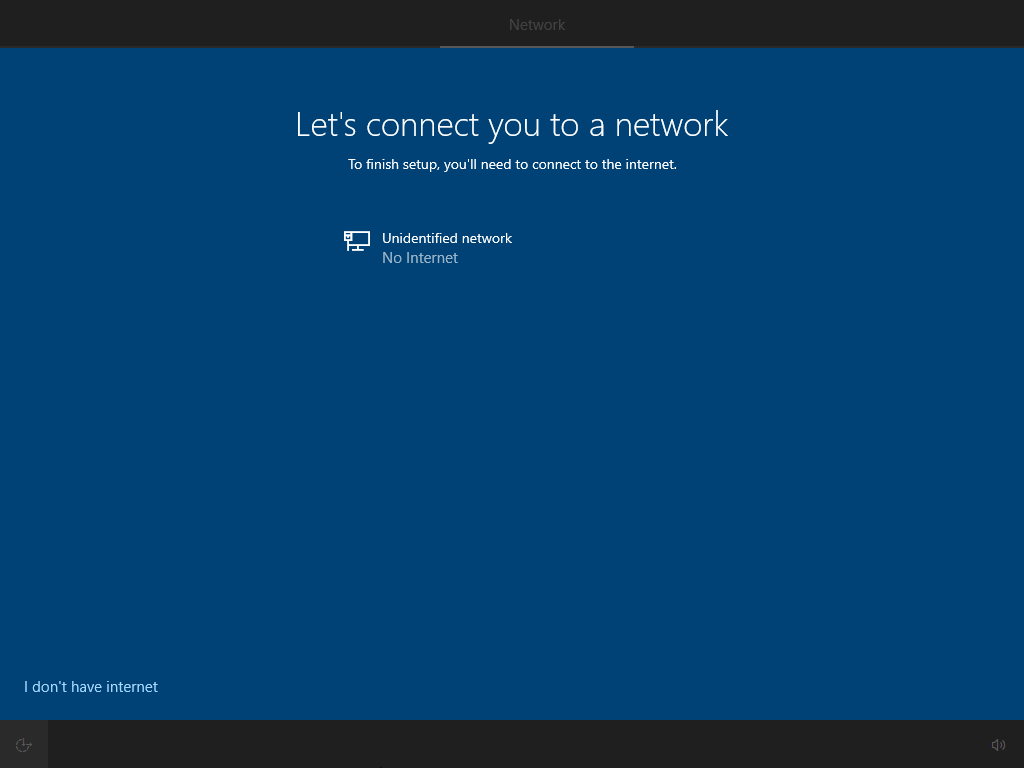 Network
Let's connect you to a network
To finish setup, you'll need to connect to the internet.
Unidentified network
No Internet
I don't have internet